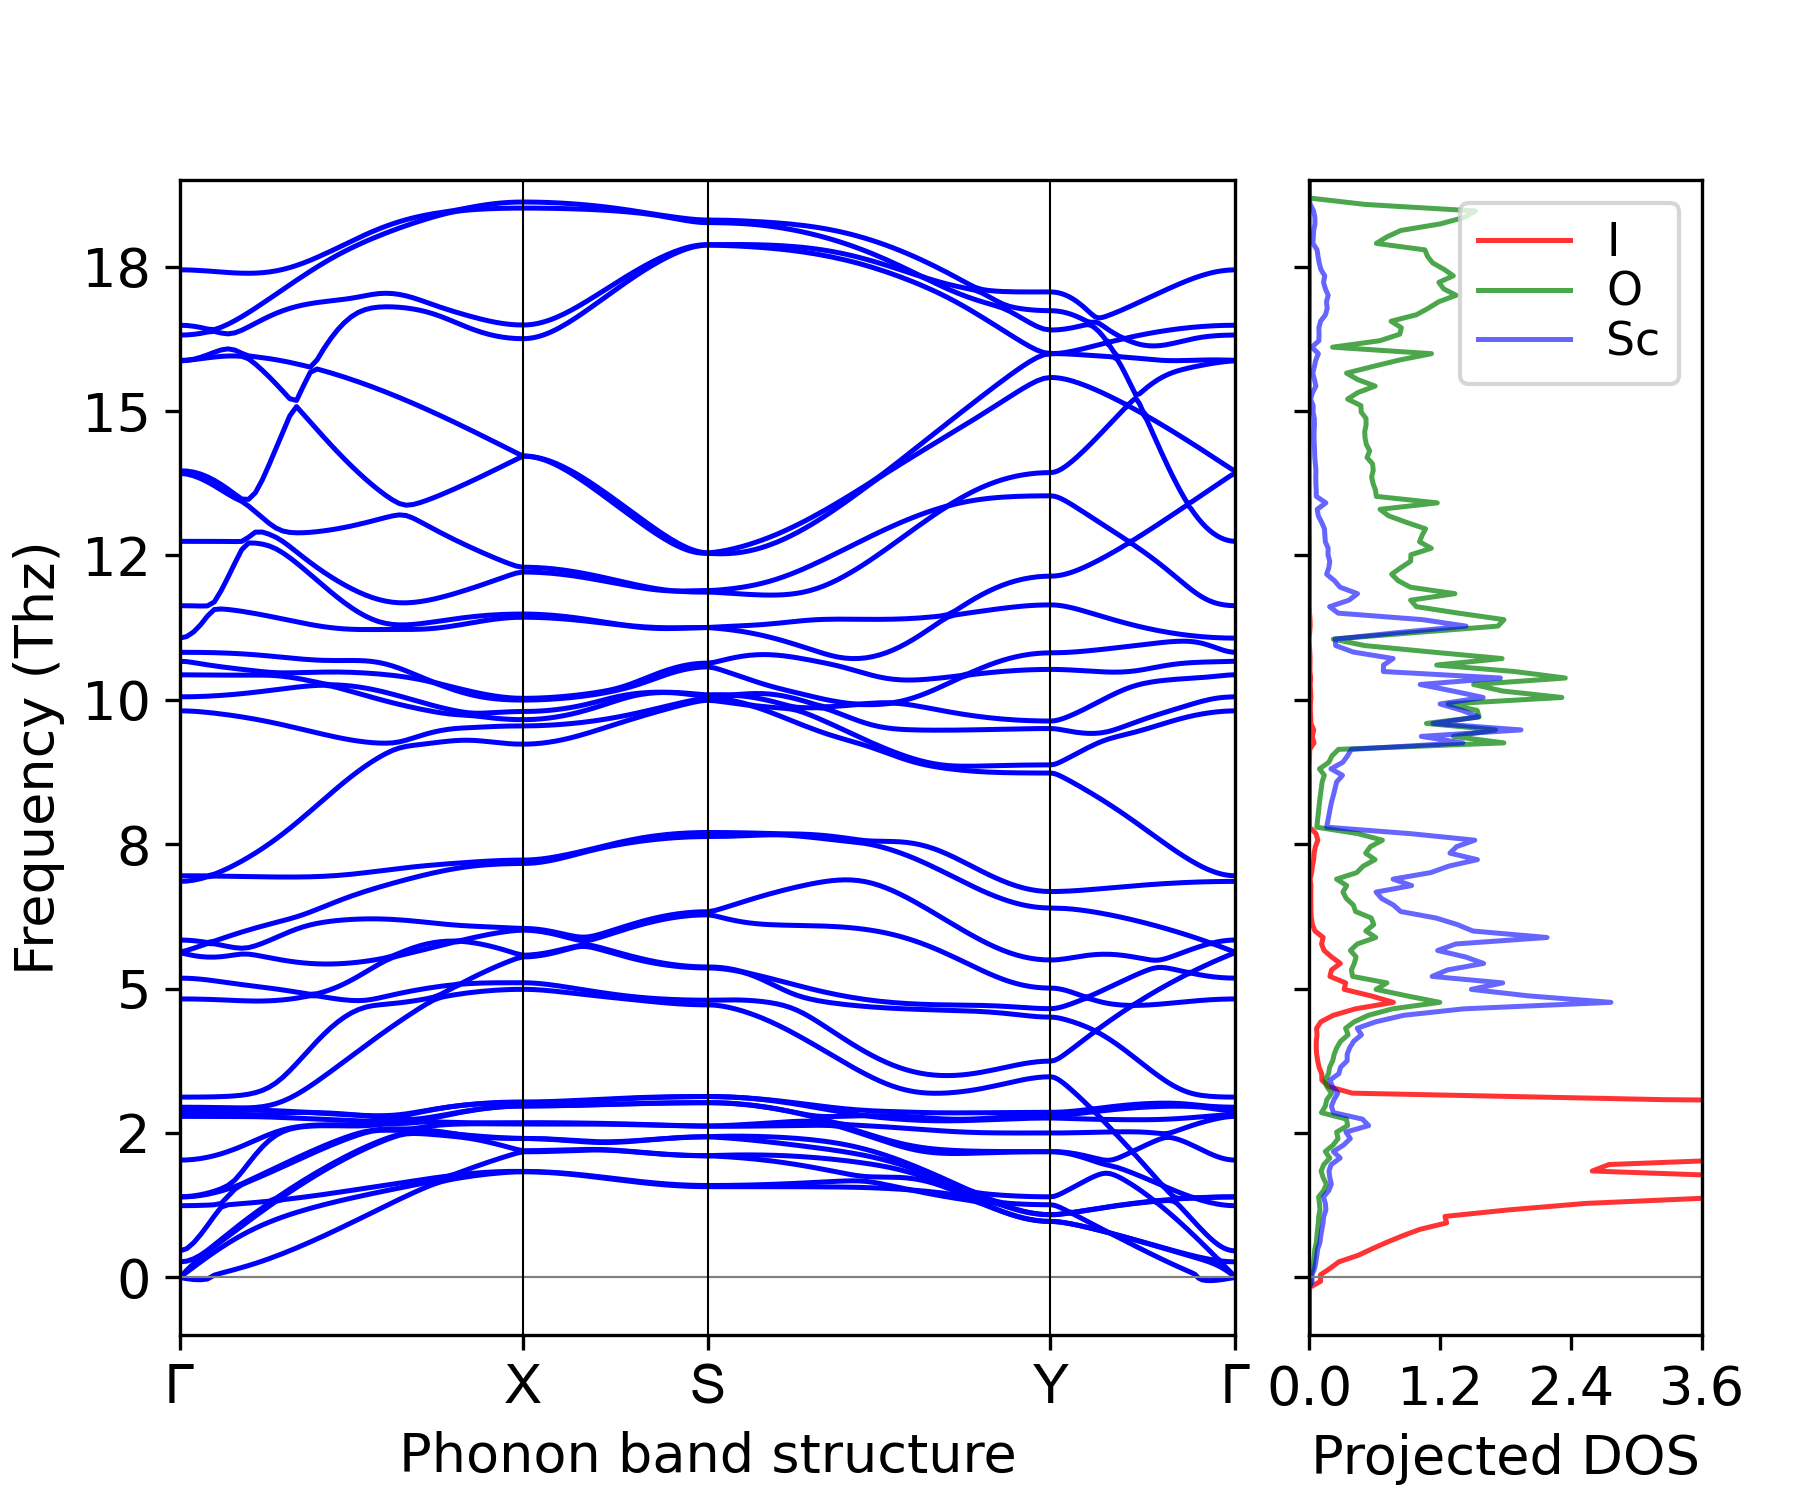 18
15
12
10
8
5
2
0
Frequency (Thz)
Γ X S Y Γ
Phonon band structure
I
O
Sc
0.0 1.2 2.4 3.6
Projected DOS